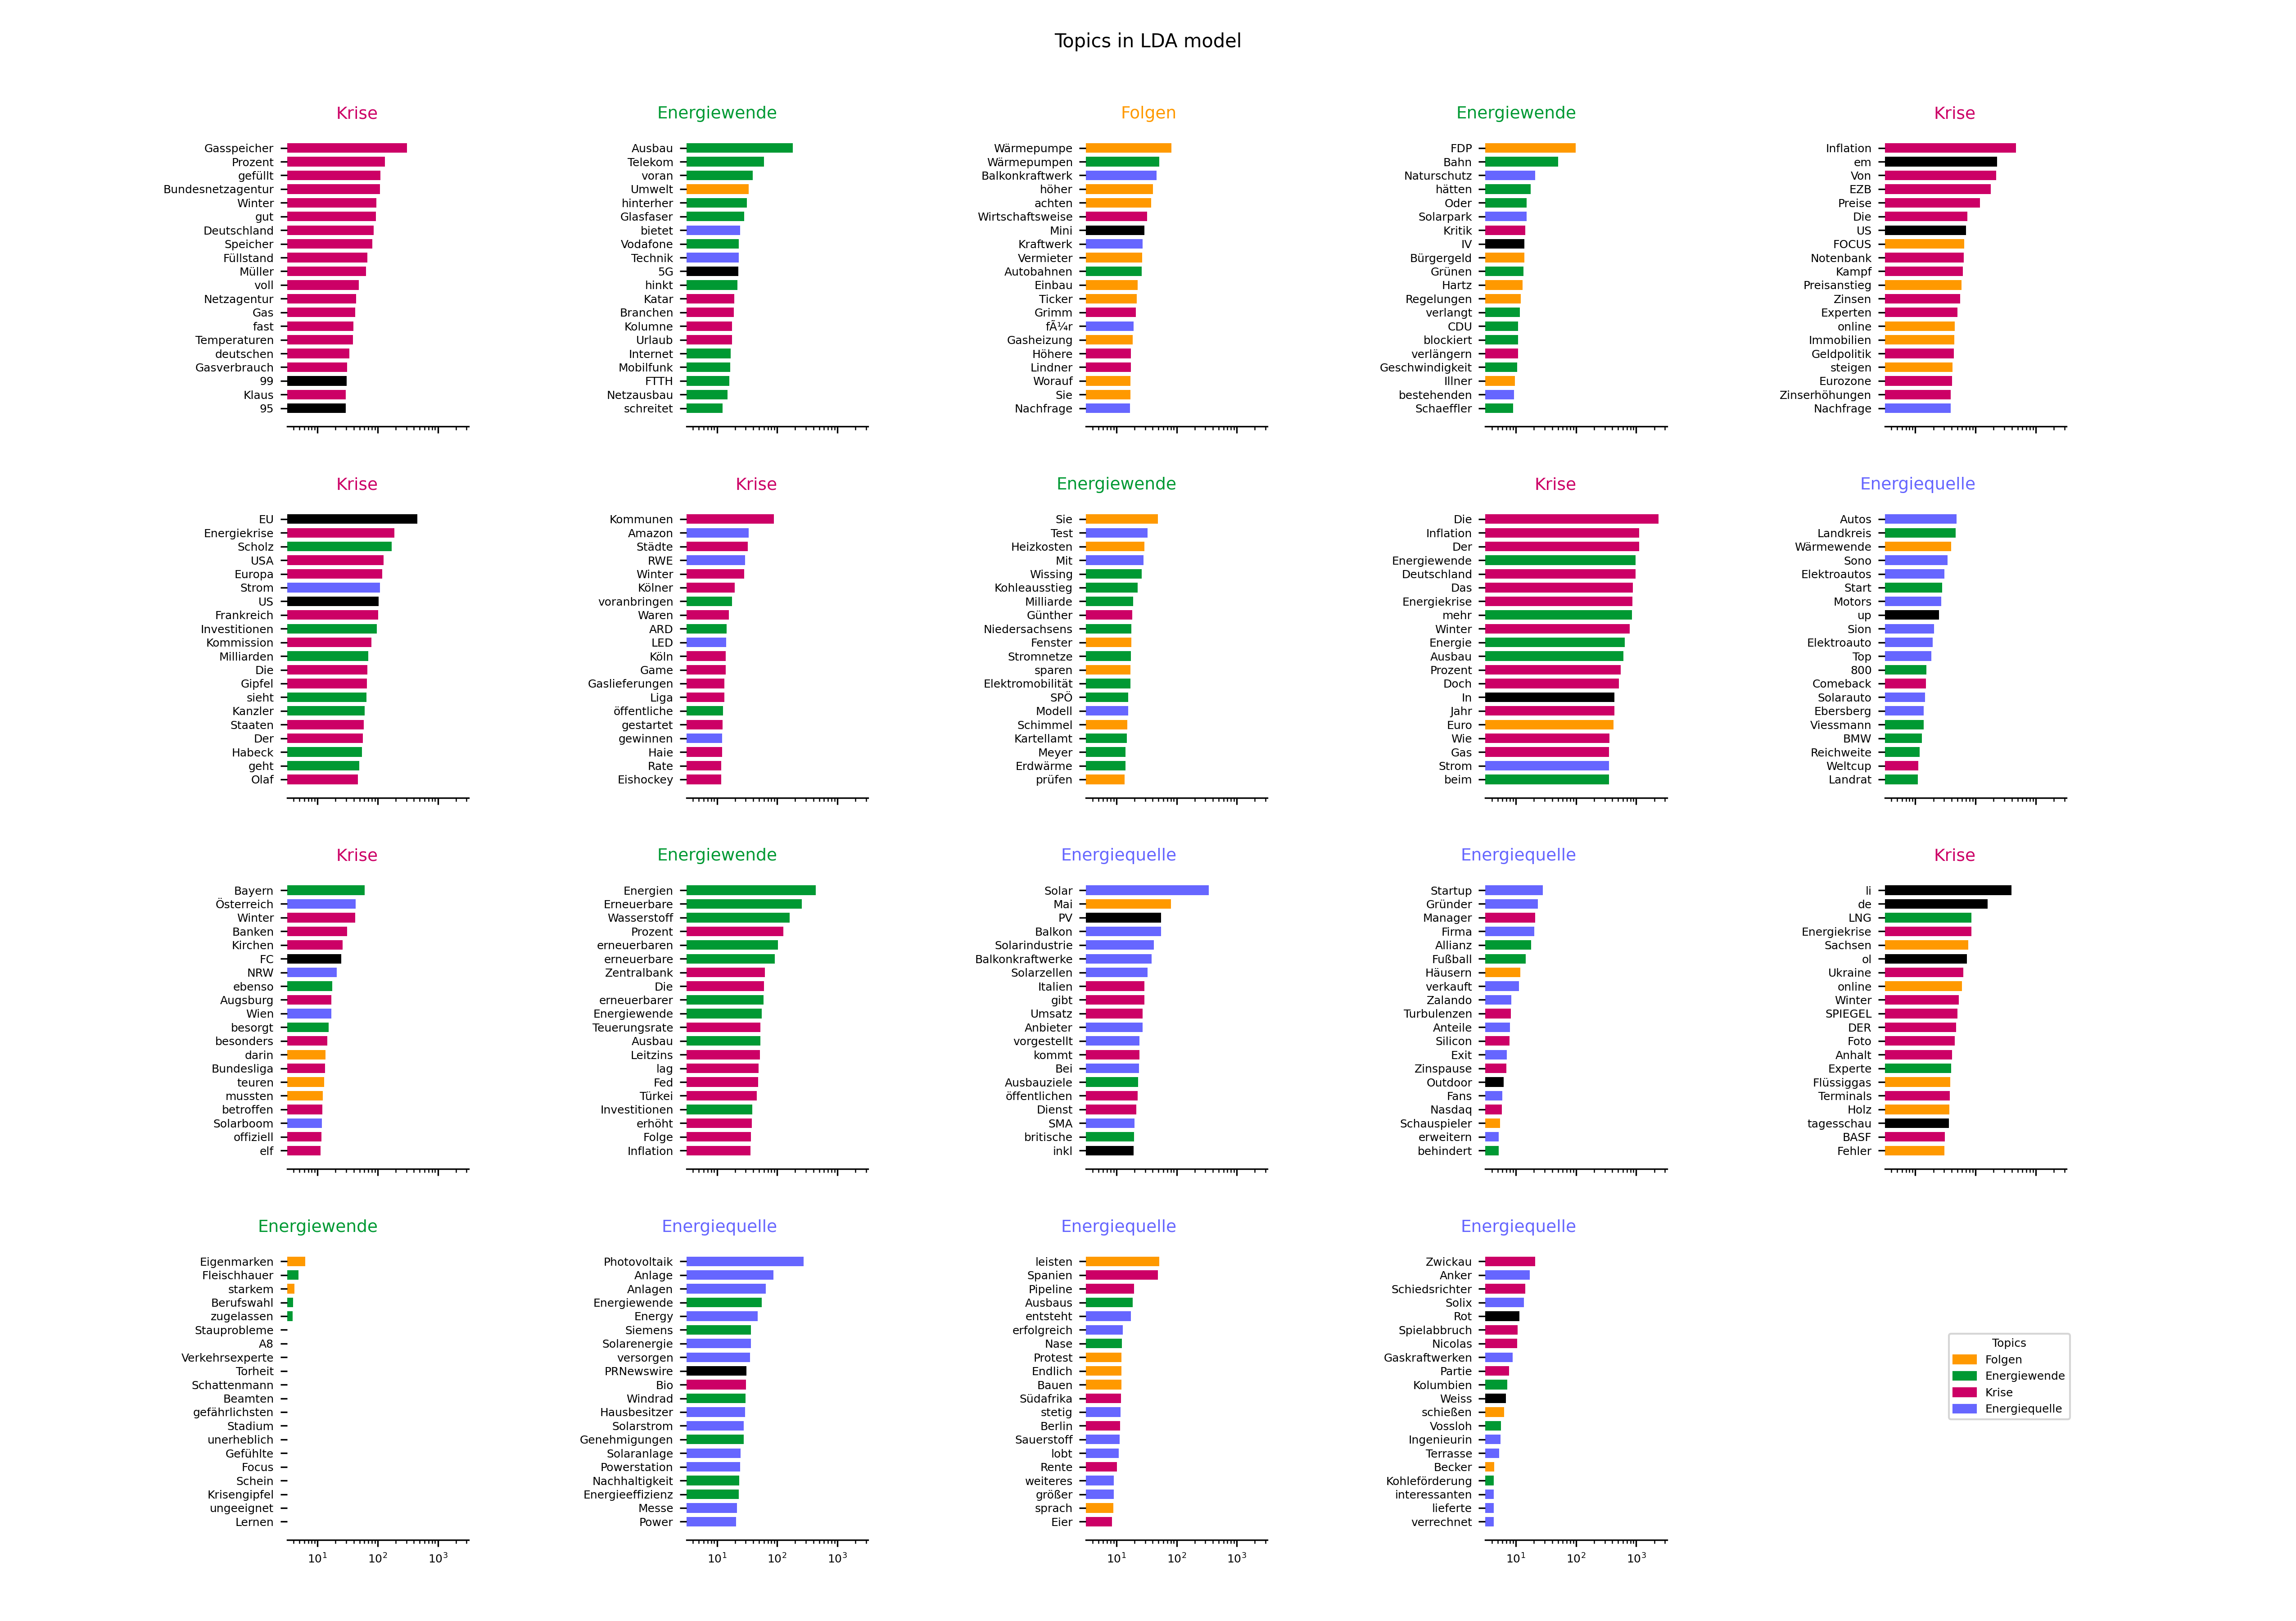 Topics in LDA model
Krise
Gasspeicher
Prozent
gefüllt
Bundesnetzagentur
Winter
gut
Deutschland
Speicher
Füllstand
Müller
voll
Netzagentur
Gas
fast
Temperaturen
deutschen
Gasverbrauch
99
Klaus
95
Energiewende
Ausbau
Telekom
voran
Umwelt
hinterher
Glasfaser
bietet
Vodafone
Technik
5G
hinkt
Katar
Branchen
Kolumne
Urlaub
Internet
Mobilfunk
FTTH
Netzausbau
schreitet
Folgen
Wärmepumpe
Wärmepumpen
Balkonkraftwerk
höher
achten
Wirtschaftsweise
Mini
Kraftwerk
Vermieter
Autobahnen
Einbau
Ticker
Grimm
fÃ¼r
Gasheizung
Höhere
Lindner
Worauf
Sie
Nachfrage
Energiewende
FDP
Bahn
Naturschutz
hätten
Oder
Solarpark
Kritik
IV
Bürgergeld
Grünen
Hartz
Regelungen
verlangt
CDU
blockiert
verlängern
Geschwindigkeit
Illner
bestehenden
Schaeffler
Krise
Inflation
em
Von
EZB
Preise
Die
US
FOCUS
Notenbank
Kampf
Preisanstieg
Zinsen
Experten
online
Immobilien
Geldpolitik
steigen
Eurozone
Zinserhöhungen
Nachfrage
Krise
EU
Energiekrise
Scholz
USA
Europa
Strom
US
Frankreich
Investitionen
Kommission
Milliarden
Die
Gipfel
sieht
Kanzler
Staaten
Der
Habeck
geht
Olaf
Krise
Kommunen
Amazon
Städte
RWE
Winter
Kölner
voranbringen
Waren
ARD
LED
Köln
Game
Gaslieferungen
Liga
öffentliche
gestartet
gewinnen
Haie
Rate
Eishockey
Energiewende
Sie
Test
Heizkosten
Mit
Wissing
Kohleausstieg
Milliarde
Günther
Niedersachsens
Fenster
Stromnetze
sparen
Elektromobilität
SPÖ
Modell
Schimmel
Kartellamt
Meyer
Erdwärme
prüfen
Krise
Die
Inflation
Der
Energiewende
Deutschland
Das
Energiekrise
mehr
Winter
Energie
Ausbau
Prozent
Doch
In
Jahr
Euro
Wie
Gas
Strom
beim
Energiequelle
Autos
Landkreis
Wärmewende
Sono
Elektroautos
Start
Motors
up
Sion
Elektroauto
Top
800
Comeback
Solarauto
Ebersberg
Viessmann
BMW
Reichweite
Weltcup
Landrat
Krise
Bayern
Österreich
Winter
Banken
Kirchen
FC
NRW
ebenso
Augsburg
Wien
besorgt
besonders
darin
Bundesliga
teuren
mussten
betroffen
Solarboom
offiziell
elf
Energiewende
Energien
Erneuerbare
Wasserstoff
Prozent
erneuerbaren
erneuerbare
Zentralbank
Die
erneuerbarer
Energiewende
Teuerungsrate
Ausbau
Leitzins
lag
Fed
Türkei
Investitionen
erhöht
Folge
Inflation
Energiequelle
Solar
Mai
PV
Balkon
Solarindustrie
Balkonkraftwerke
Solarzellen
Italien
gibt
Umsatz
Anbieter
vorgestellt
kommt
Bei
Ausbauziele
öffentlichen
Dienst
SMA
britische
inkl
Energiequelle
Startup
Gründer
Manager
Firma
Allianz
Fußball
Häusern
verkauft
Zalando
Turbulenzen
Anteile
Silicon
Exit
Zinspause
Outdoor
Fans
Nasdaq
Schauspieler
erweitern
behindert
Krise
li
de
LNG
Energiekrise
Sachsen
ol
Ukraine
online
Winter
SPIEGEL
DER
Foto
Anhalt
Experte
Flüssiggas
Terminals
Holz
tagesschau
BASF
Fehler
Energiewende
Eigenmarken
Fleischhauer
starkem
Berufswahl
zugelassen
Stauprobleme
A8
Verkehrsexperte
Torheit
Schattenmann
Beamten
gefährlichsten
Stadium
unerheblich
Gefühlte
Focus
Schein
Krisengipfel
ungeeignet
Lernen
10¹ 10² 10³
Energiequelle
Photovoltaik
Anlage
Anlagen
Energiewende
Energy
Siemens
Solarenergie
versorgen
PRNewswire
Bio
Windrad
Hausbesitzer
Solarstrom
Genehmigungen
Solaranlage
Powerstation
Nachhaltigkeit
Energieeffizienz
Messe
Power
10¹ 10² 10³
Energiequelle
leisten
Spanien
Pipeline
Ausbaus
entsteht
erfolgreich
Nase
Protest
Endlich
Bauen
Südafrika
stetig
Berlin
Sauerstoff
lobt
Rente
weiteres
größer
sprach
Eier
10¹ 10² 10³
Energiequelle
Zwickau
Anker
Schiedsrichter
Solix
Rot
Spielabbruch
Nicolas
Gaskraftwerken
Partie
Kolumbien
Weiss
schießen
Vossloh
Ingenieurin
Terrasse
Becker
Kohleförderung
interessanten
lieferte
verrechnet
10¹ 10² 10³
Topics
Folgen
Energiewende
Krise
Energiequelle